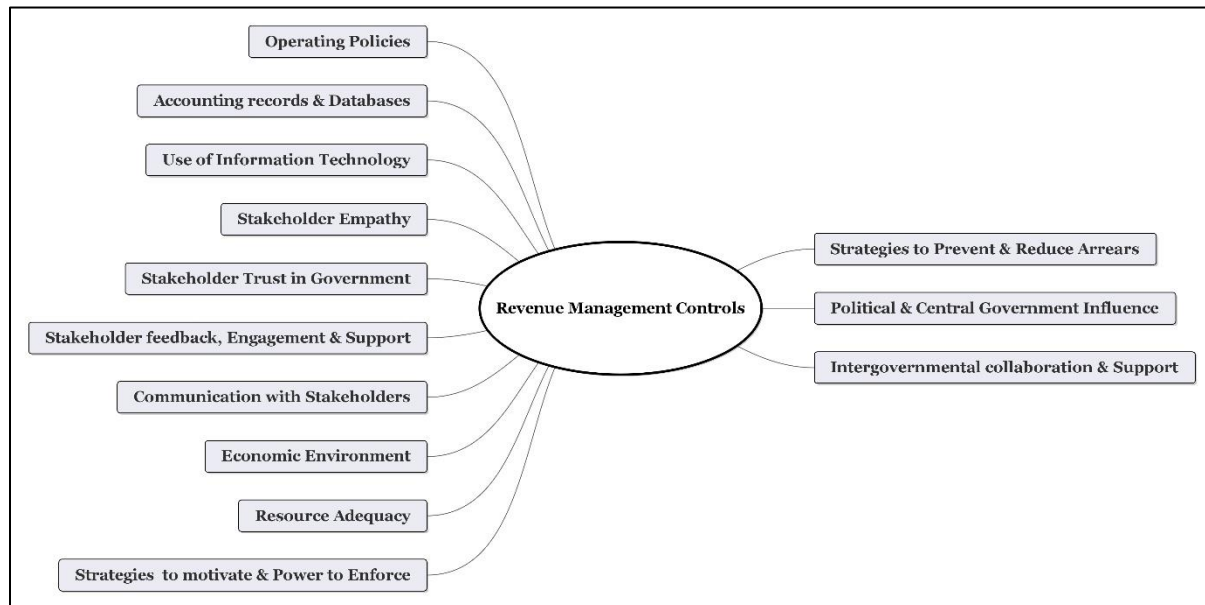 Operating Policies
Accounting records & Databases
Use of Information Technology
Stakeholder Empathy
Stakeholder Trust in Government
Stakeholder feedback, Engagement & Support
Communication with Stakeholders
Economic Environment
Resource Adequacy
Strategies to motivate & Power to Enforce
Revenue Management Controls
Strategies to Prevent & Reduce Arrears
Political & Central Government Influence
Intergovernmental collaboration & Support